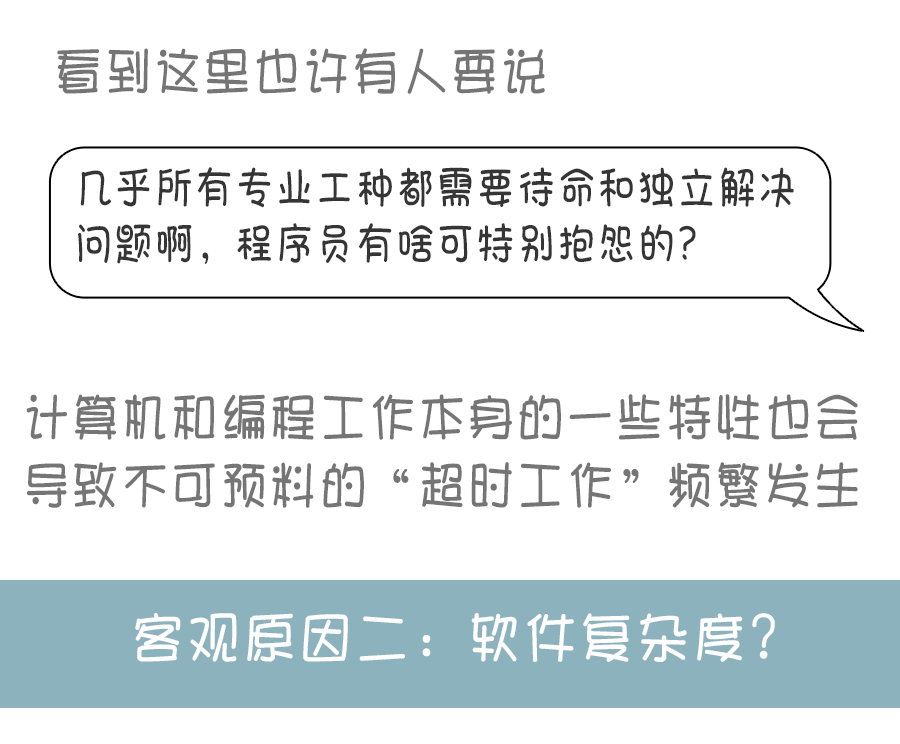 看到这里也许有人要说
几乎所有专业工种都需要待命和独立解决
问题啊，程序员有啥可特别抱怨的？
计算机和编程工作本身的一些特性也会
导致不可预料的“超时工作”频繁发生
客观原因二：软件复杂度？